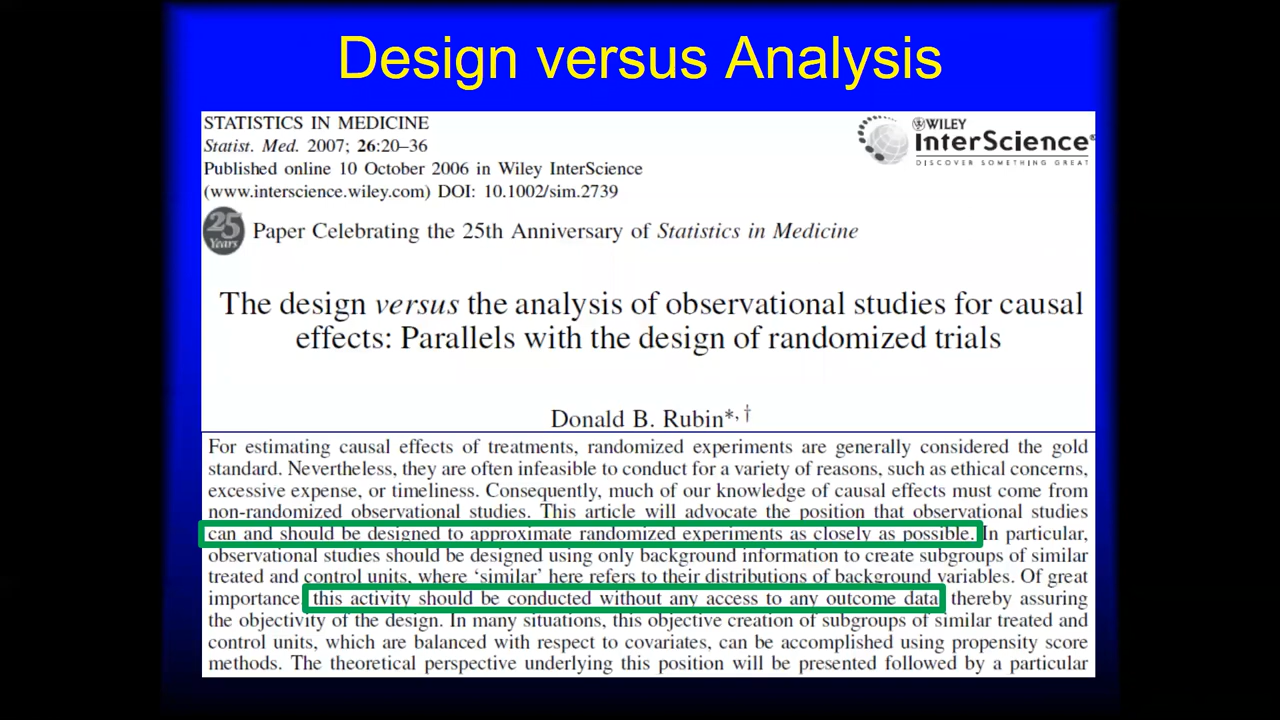 Design versus Analysis
STATISTICS IN MEDICINE
Statist. Med. 2007; 26:20–36
Published online 10 October 2006 in Wiley InterScience
(www.interscience.wiley.com) DOI: 10.1002/sim.2739
WILEY
InterScience®
DISCOVER SOMETHING GREAT
25
Years
Paper Celebrating the 25th Anniversary of Statistics in Medicine
The design versus the analysis of observational studies for causal
effects: Parallels with the design of randomized trials
Donald B. Rubin*,†
For estimating causal effects of treatments, randomized experiments are generally considered the gold
standard. Nevertheless, they are often infeasible to conduct for a variety of reasons, such as ethical concerns,
excessive expense, or timeliness. Consequently, much of our knowledge of causal effects must come from
non-randomized observational studies. This article will advocate the position that observational studies
can and should be designed to approximate randomized experiments as closely as possible. In particular,
observational studies should be designed using only background information to create subgroups of similar
treated and control units, where ‘similar’ here refers to their distributions of background variables. Of great
importance this activity should be conducted without any access to any outcome data thereby assuring
the objectivity of the design. In many situations, this objective creation of subgroups of similar treated and
control units, which are balanced with respect to covariates, can be accomplished using propensity score
methods. The theoretical perspective underlying this position will be presented followed by a particular